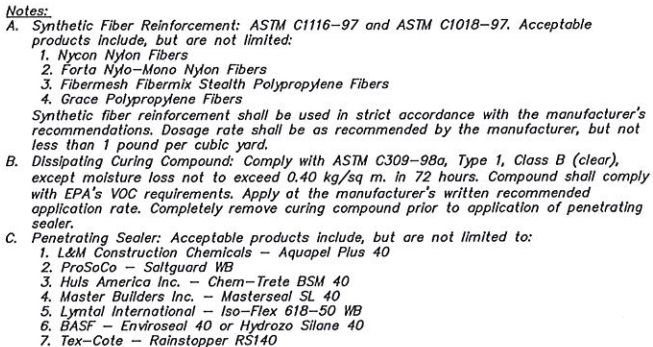 Notes:
A. Synthetic Fiber Reinforcement: ASTM C1116-97 and ASTM C1018-97. Acceptable
products include, but are not limited:
1. Nycon Nylon Fibers
2. Forta Nylo-Mono Nylon Fibers
3. Fibermesh Fibermix Stealth Polypropylene Fibers
4. Grace Polypropylene Fibers
Synthetic fiber reinforcement shall be used in strict accordance with the manufacturer's
recommendations. Dosage rate shall be as recommended by the manufacturer, but not
less than 1 pound per cubic yard.
B. Dissipating Curing Compound: Comply with ASTM C309-98a, Type 1, Class B (clear),
except moisture loss not to exceed 0.40 kg/sq m. in 72 hours. Compound shall comply
with EPA's VOC requirements. Apply at the manufacturer's written recommended
application rate. Completely remove curing compound prior to application of penetrating
sealer.
C. Penetrating Sealer: Acceptable products include, but are not limited to:
1. L&M Construction Chemicals - Aquapel Plus 40
2. ProSoCo - Saltguard WB
3. Huls America Inc. - Chem-Trete BSM 40
4. Master Builders Inc. - Masterseal SL 40
5. Lymtal International - Iso-Flex 618-50 WB
6. BASF - Enviroseal 40 or Hydrozo Silane 40
7. Tex-Cote - Rainstopper RS140